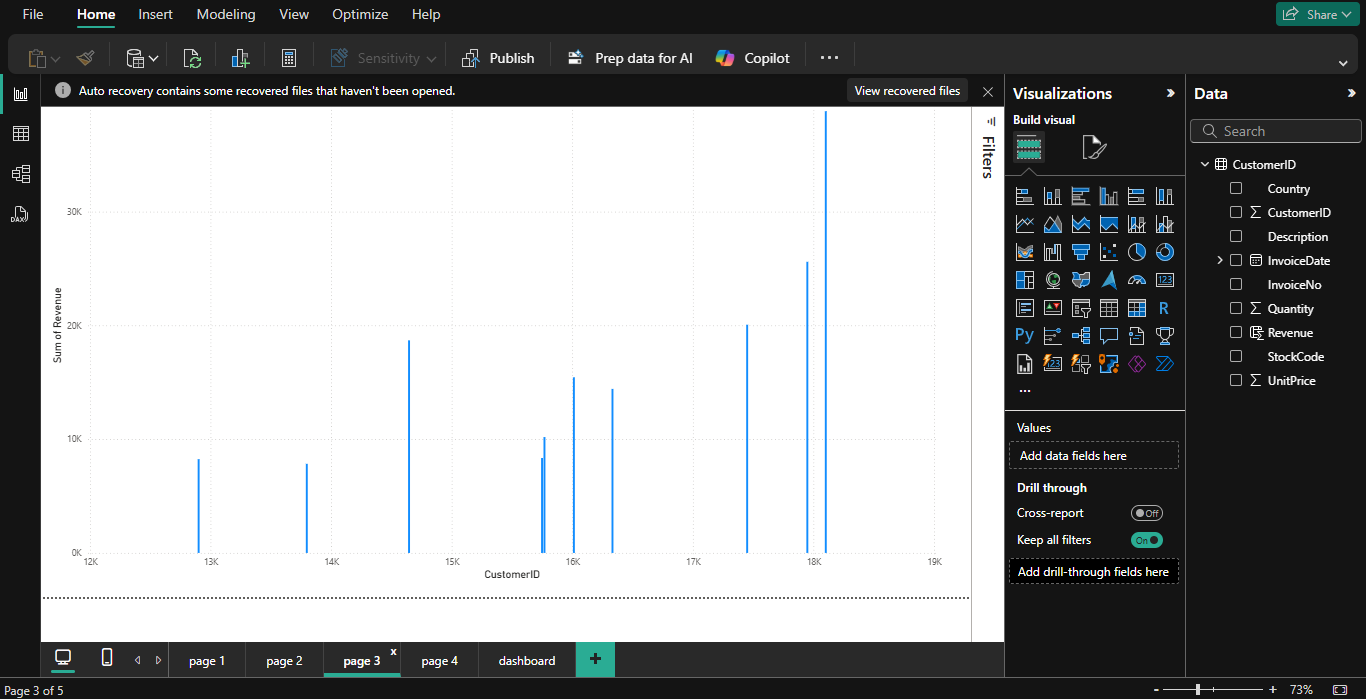 File Home Insert Modeling View Optimize Help Share
Sensitivity Publish Prep data for AI Copilot ...
Auto recovery contains some recovered files that haven't been opened. View recovered files
Sum of Revenue
30K
20K
10K
0K
12K 13K 14K 15K 16K 17K 18K 19K
CustomerID
Filters
Visualizations
Build visual
123
R
Py
123
...
Values
Add data fields here
Drill through
Cross-report Off
Keep all filters On
Add drill-through fields here
Data
Search
CustomerID
Country
Σ CustomerID
Description
InvoiceDate
InvoiceNo
Σ Quantity
Revenue
StockCode
Σ UnitPrice
DAX
page 1 page 2 page 3 x page 4 dashboard +
Page 3 of 5 - + 73%